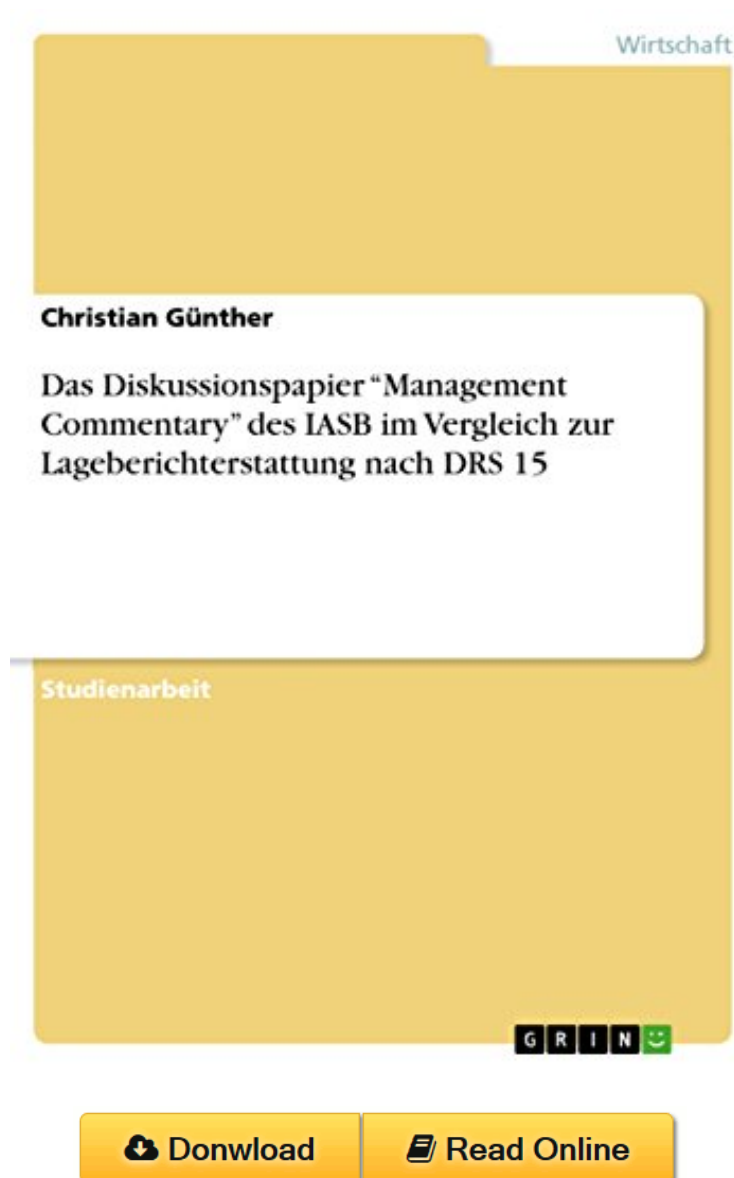 Wirtschaft
Christian Günther
Das Diskussionspapier “Management
Commentary” des IASB im Vergleich zur
Lageberichterstattung nach DRS 15
Studienarbeit
GRIN
Donwload
Read Online